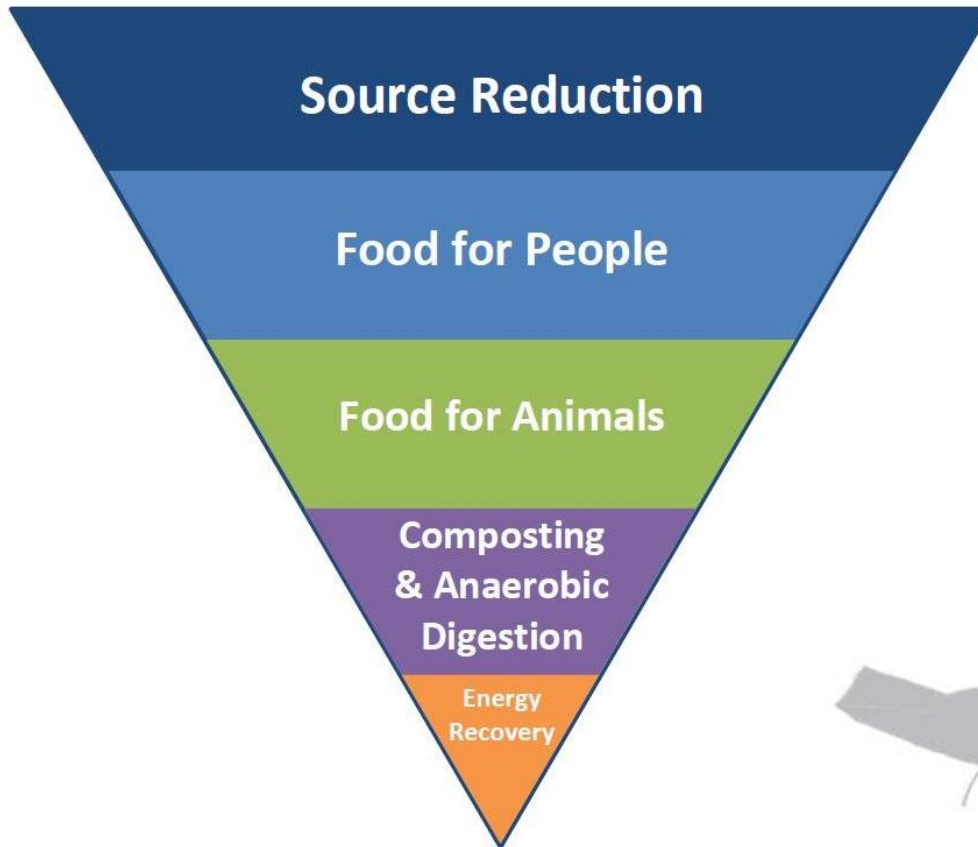 Source Reduction
Food for People
Food for Animals
Composting
& Anaerobic
Digestion
Energy
Recovery